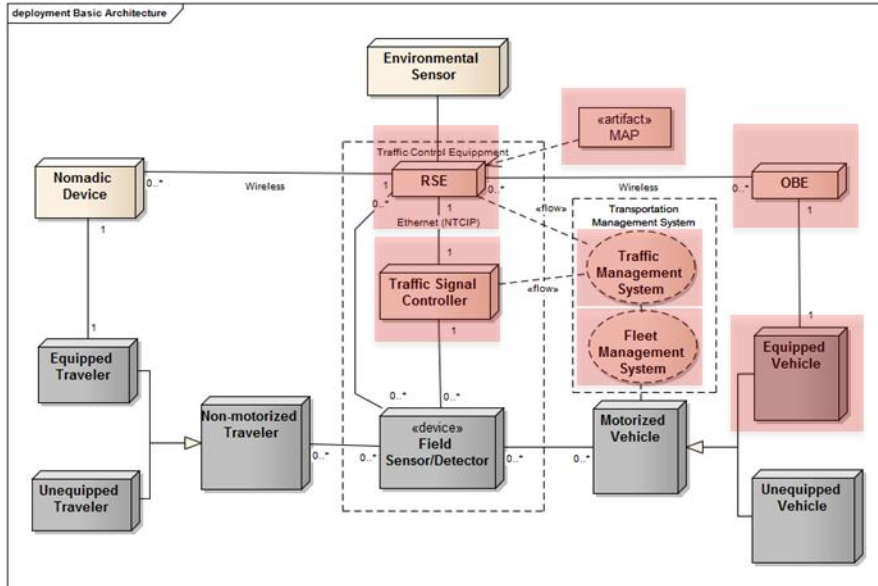 deployment Basic Architecture
Environmental
Sensor
«artifact»
MAP
Traffic Control Equippment
Nomadic
Device
0..*
Wireless
1
RSE
0..*
0..*
Wireless
0..*
OBE
1
1
Ethernet (NTCIP)
1
«flow»
Transportation
Management System
1
Traffic Signal
Controller
1
«flow»
Traffic
Management
System
Fleet
Management
System
1
Equipped
Traveler
1
Equipped
Vehicle
0..*
0..*
Non-motorized
Traveler
0..*
0..*
«device»
Field
Sensor/Detector
0..*
0..*
Motorized
Vehicle
Unequipped
Traveler
Unequipped
Vehicle